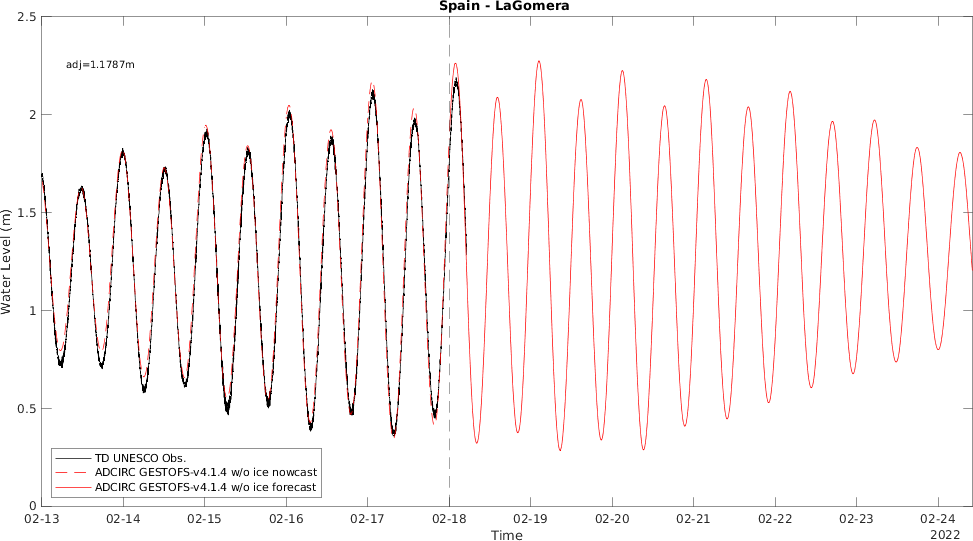 Spain - LaGomera
2.5
adj=1.1787m
2
1.5
Water Level (m)
1
0.5
TD UNESCO Obs.
ADCIRC GESTOFS-v4.1.4 w/o ice nowcast
ADCIRC GESTOFS-v4.1.4 w/o ice forecast
0
02-13 02-14 02-15 02-16 02-17 02-18 02-19 02-20 02-21 02-22 02-23 02-24
Time 2022